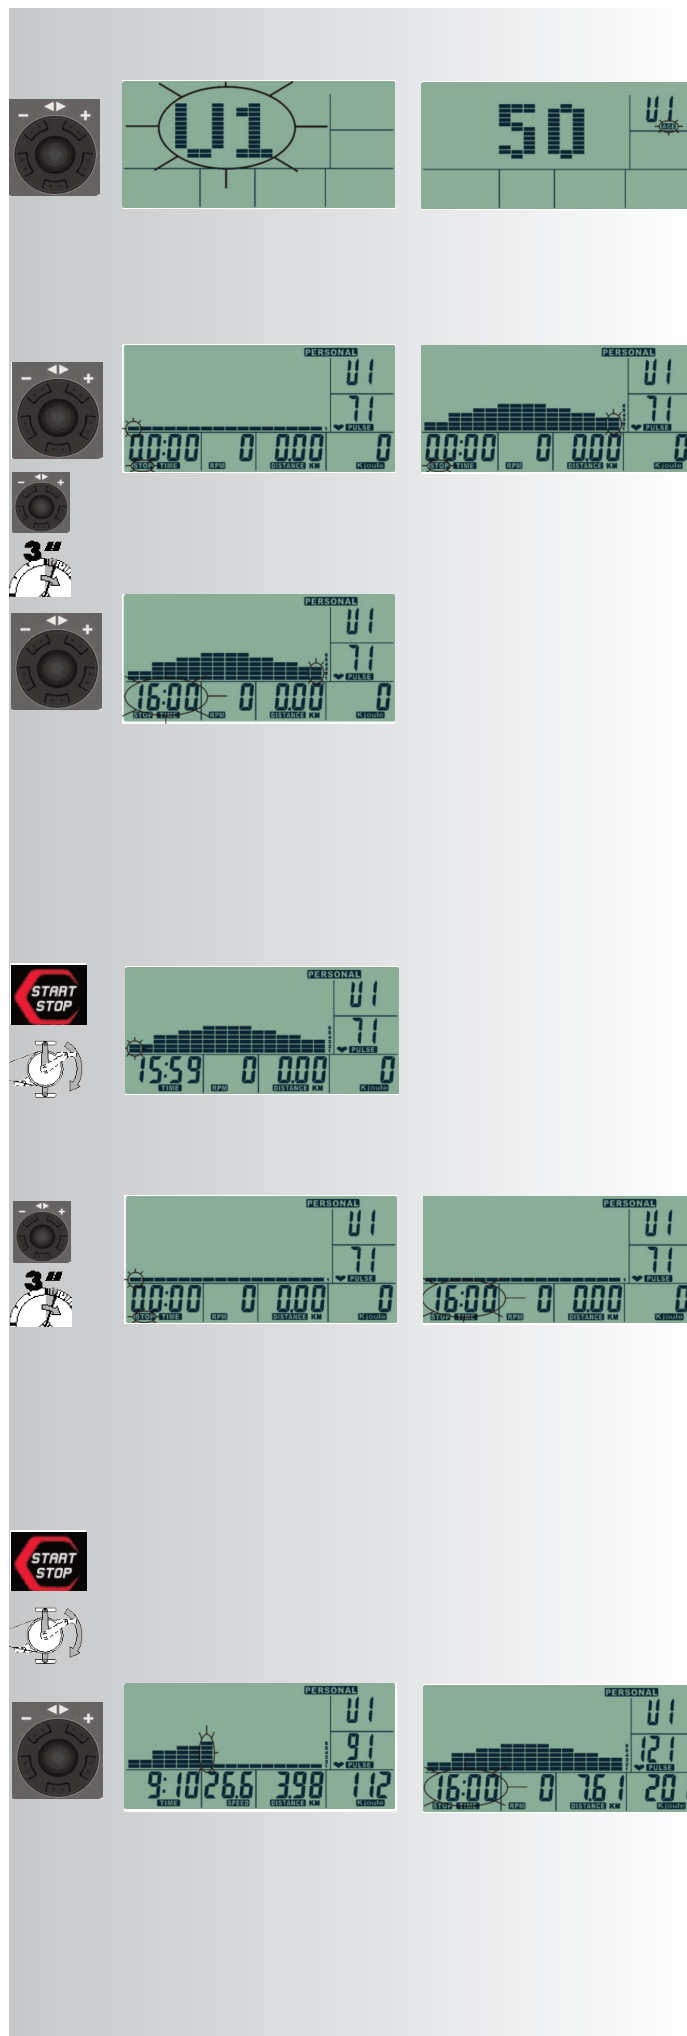 U1
50
U1
AGE
PERSONAL
U1
71
PULSE
00:00 0 0.00 0
STOP TIME RPM DISTANCE KM Kjoule
PERSONAL
U1
71
PULSE
00:00 0 0.00 0
STOP TIME RPM DISTANCE KM Kjoule
3"
PERSONAL
U1
71
PULSE
16:00 0 0.00 0
STOP TIME RPM DISTANCE KM Kjoule
START
STOP
PERSONAL
U1
71
PULSE
15:59 0 0.00 0
TIME RPM DISTANCE KM Kjoule
3"
PERSONAL
U1
71
PULSE
00:00 0 0.00 0
STOP TIME RPM DISTANCE KM Kjoule
PERSONAL
U1
71
PULSE
16:00 0 0.00 0
STOP TIME RPM DISTANCE KM Kjoule
START
STOP
PERSONAL
U1
91
PULSE
9:10 26.6 3.98 112
TIME SPEED DISTANCE KM Kjoule
PERSONAL
U1
121
PULSE
16:00 0 7.61 20
STOP TIME RPM DISTANCE KM Kjoule